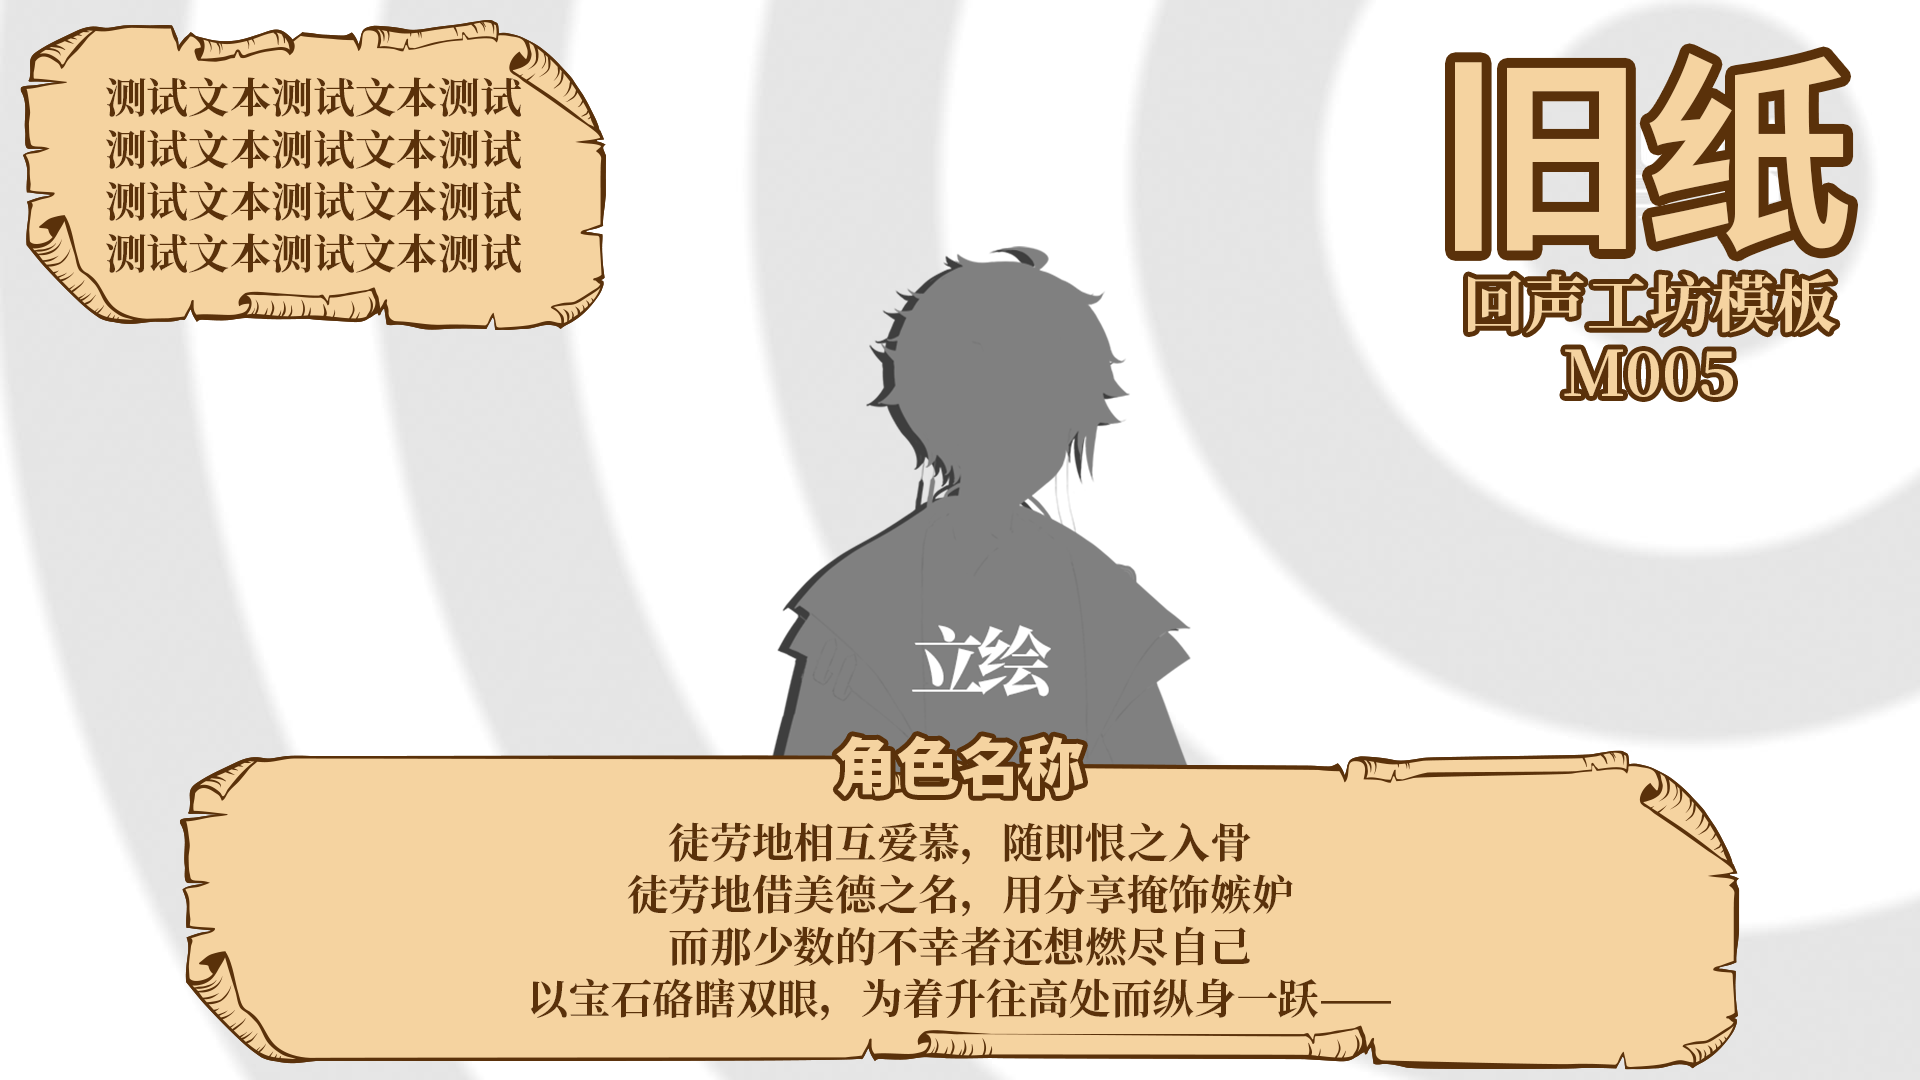 测试文本测试文本测试
测试文本测试文本测试
测试文本测试文本测试
测试文本测试文本测试
旧纸
回声工坊模板
M005
立绘
角色名称
徒劳地相互爱慕，随即恨之入骨
徒劳地借美德之名，用分享掩饰嫉妒
而那少数的不幸者还想燃尽自己
以宝石硌瞎双眼，为着升往高处而纵身一跃——